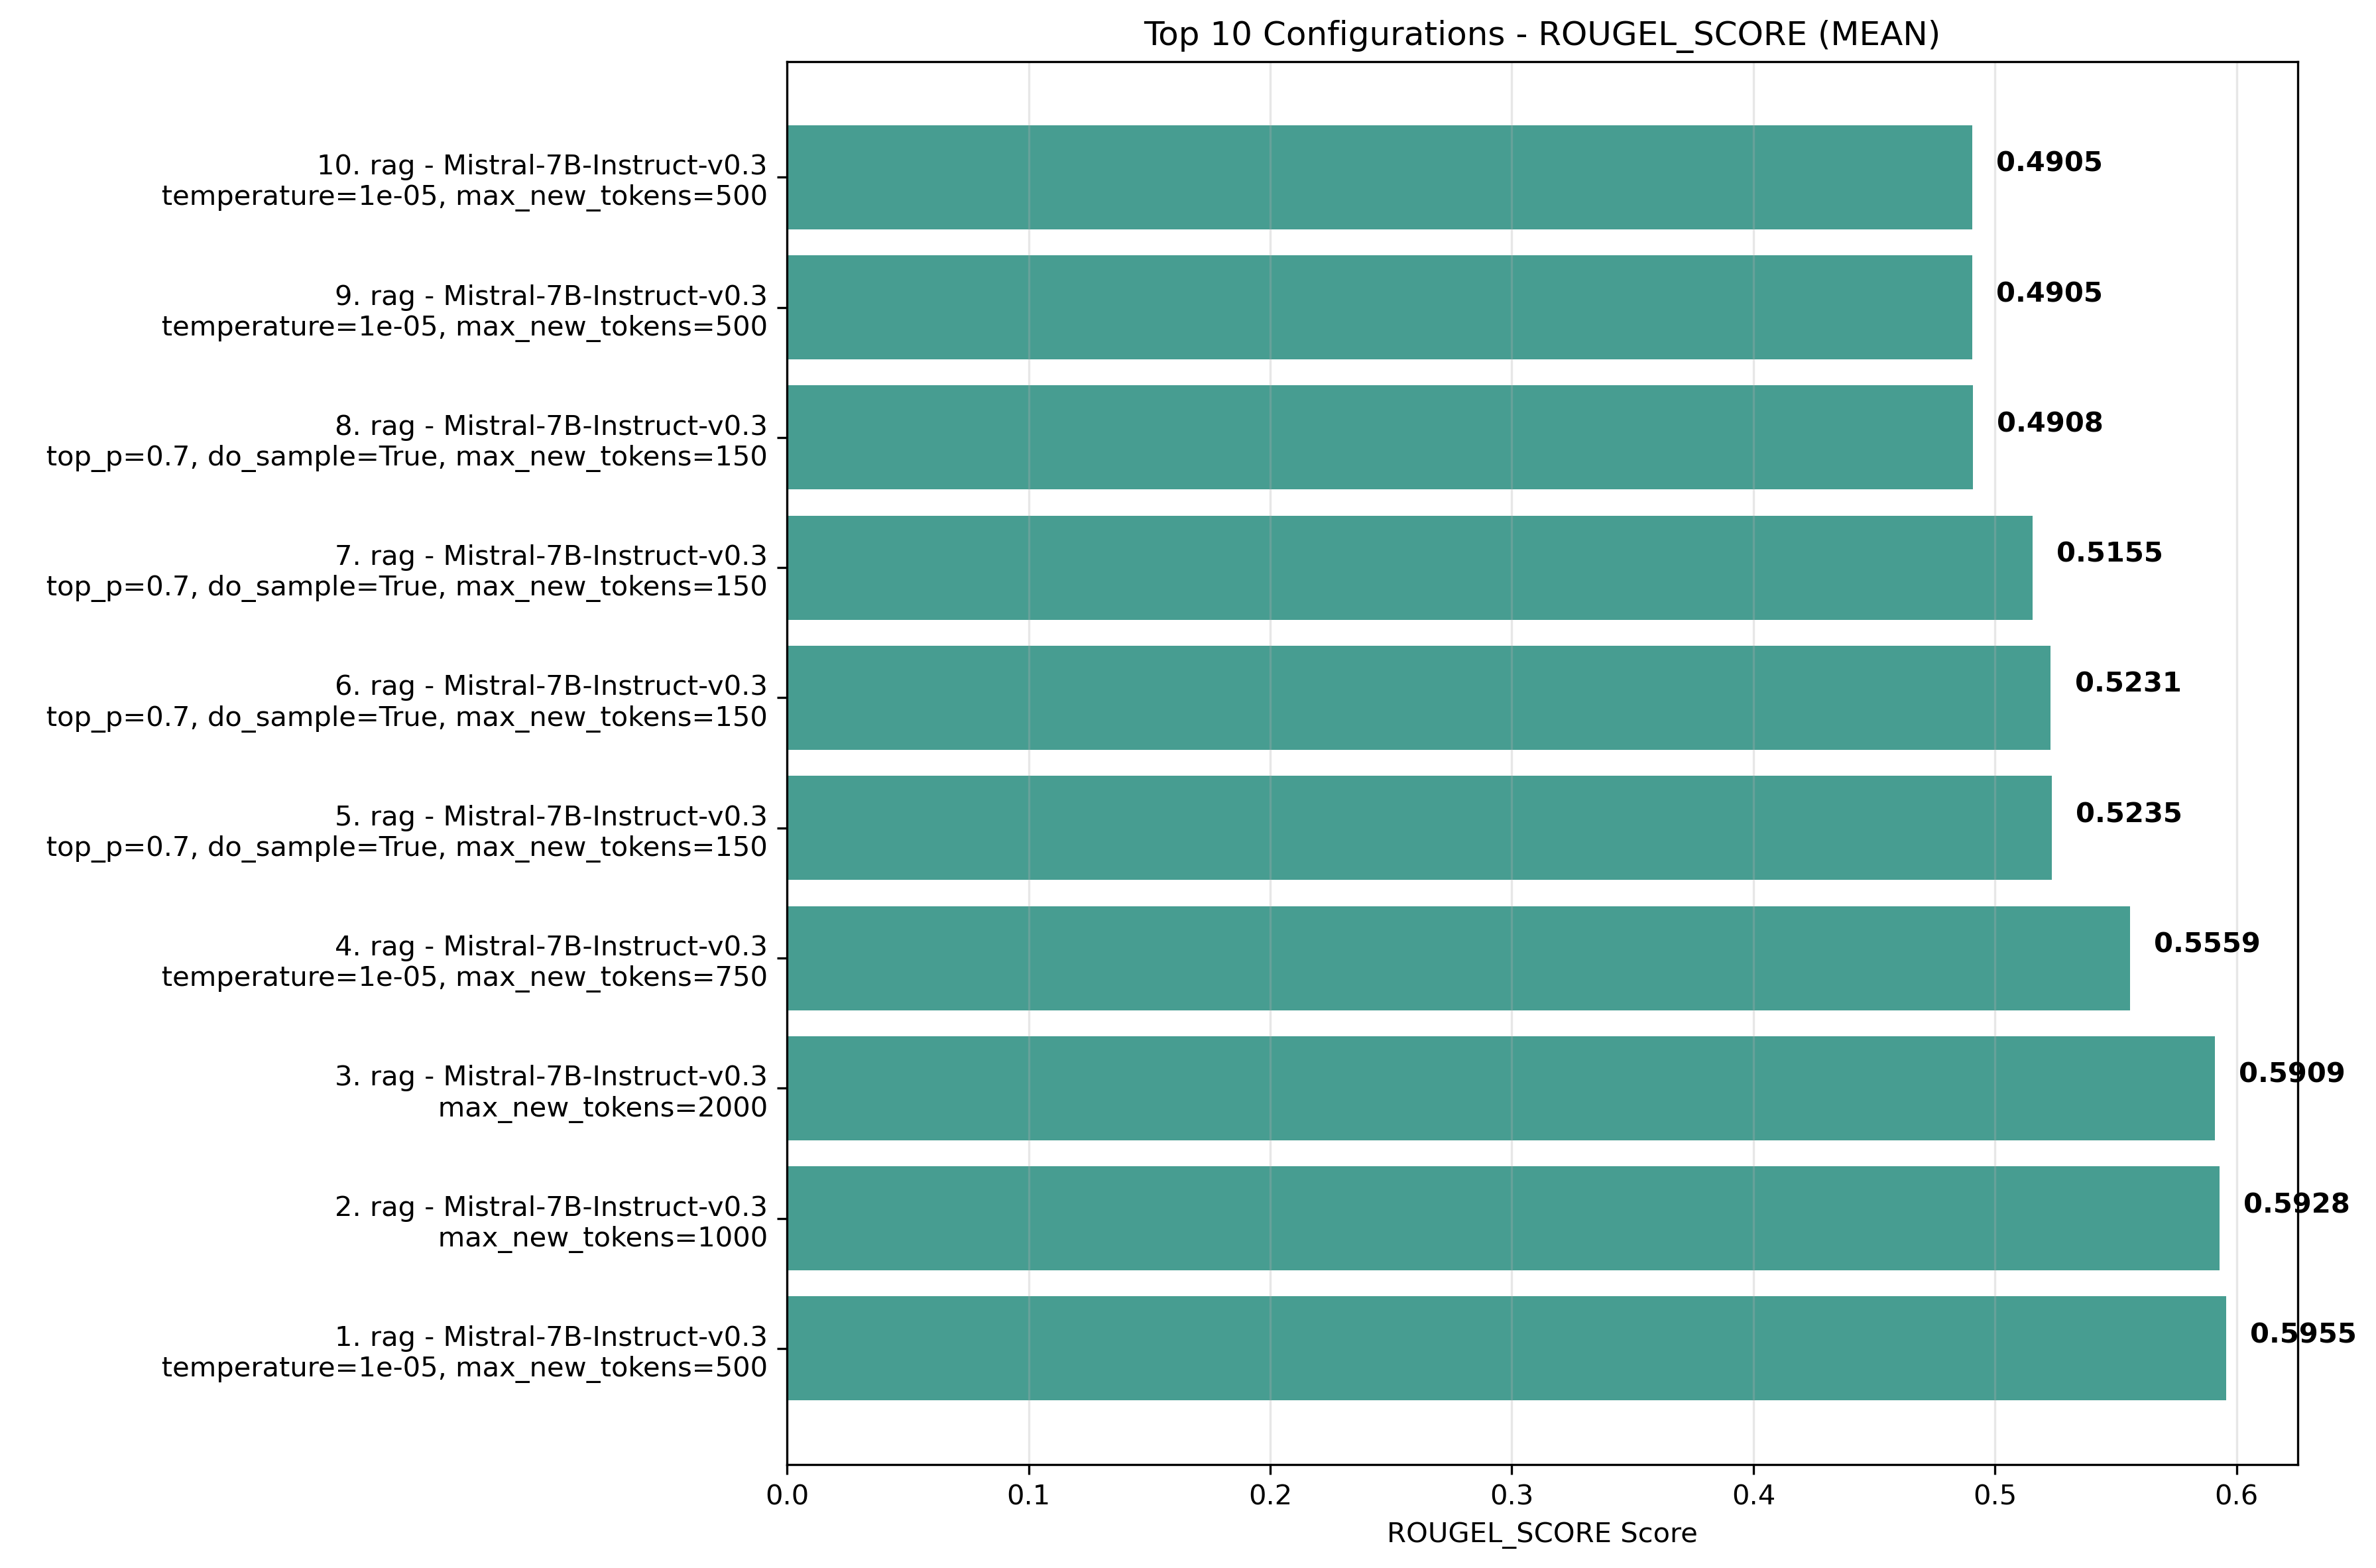 Top 10 Configurations - ROUGEL_SCORE (MEAN)
10. rag - Mistral-7B-Instruct-v0.3
temperature=1e-05, max_new_tokens=500
0.4905
9. rag - Mistral-7B-Instruct-v0.3
temperature=1e-05, max_new_tokens=500
0.4905
8. rag - Mistral-7B-Instruct-v0.3
top_p=0.7, do_sample=True, max_new_tokens=150
0.4908
7. rag - Mistral-7B-Instruct-v0.3
top_p=0.7, do_sample=True, max_new_tokens=150
0.5155
6. rag - Mistral-7B-Instruct-v0.3
top_p=0.7, do_sample=True, max_new_tokens=150
0.5231
5. rag - Mistral-7B-Instruct-v0.3
top_p=0.7, do_sample=True, max_new_tokens=150
0.5235
4. rag - Mistral-7B-Instruct-v0.3
temperature=1e-05, max_new_tokens=750
0.5559
3. rag - Mistral-7B-Instruct-v0.3
max_new_tokens=2000
0.5909
2. rag - Mistral-7B-Instruct-v0.3
max_new_tokens=1000
0.5928
1. rag - Mistral-7B-Instruct-v0.3
temperature=1e-05, max_new_tokens=500
0.5955
0.0 0.1 0.2 0.3 0.4 0.5 0.6
ROUGEL_SCORE Score